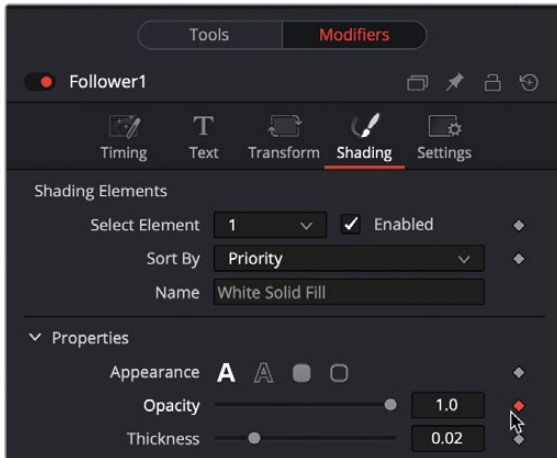 Tools Modifiers
Follower1
Timing Text Transform Shading Settings
Shading Elements
Select Element 1 Enabled
Sort By Priority
Name White Solid Fill
Properties
Appearance A A
Opacity 1.0
Thickness 0.02